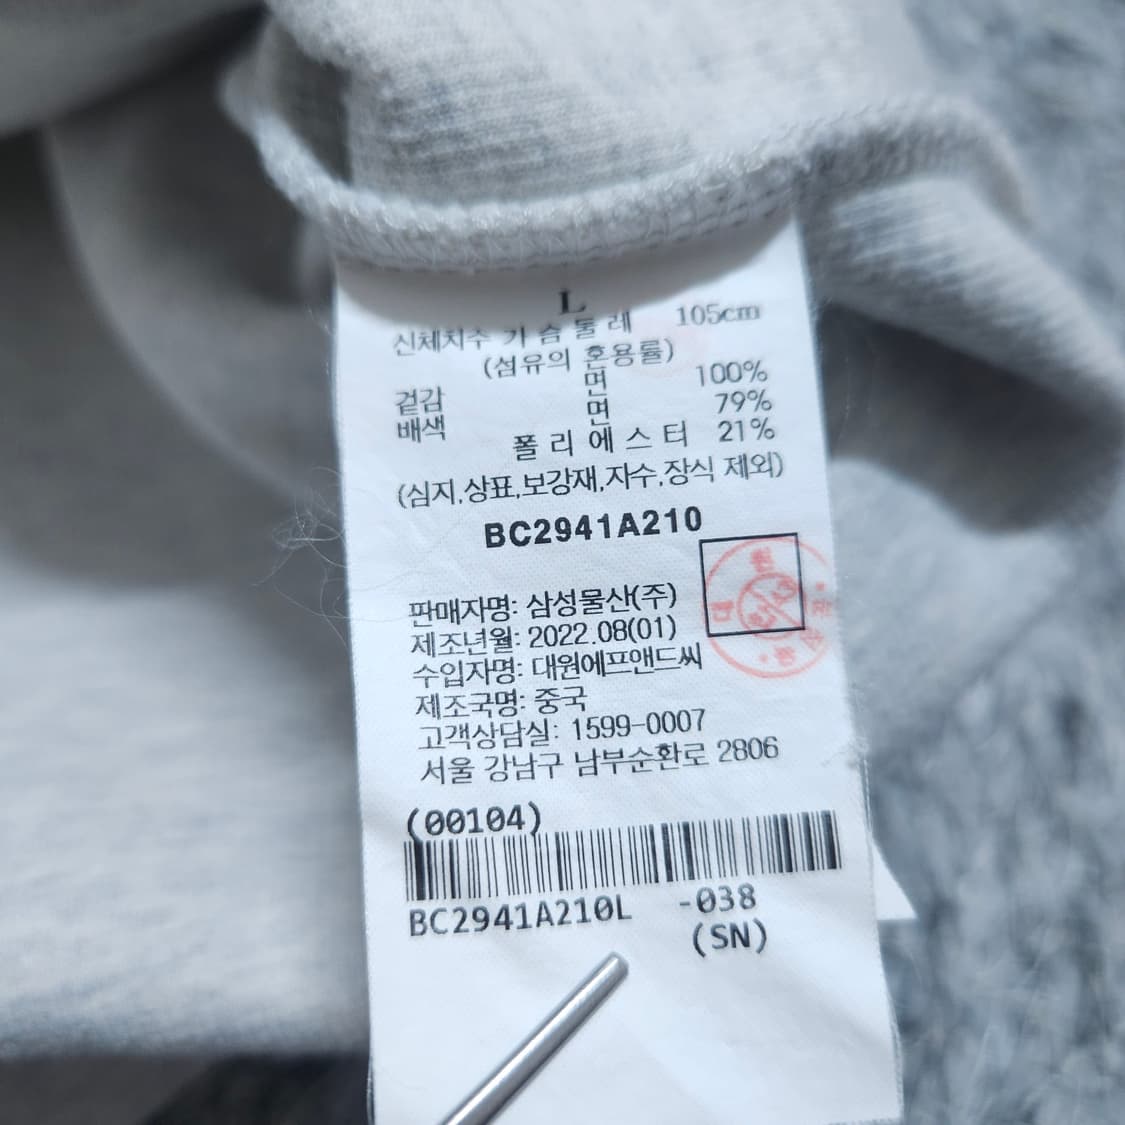 L
신체치수 가슴둘레 105cm
(섬유의 혼용률)
겉감 면 100%
배색 면 79%
폴리에스터 21%
(심지,상표,보강재,자수,장식 제외)
BC2941A210
판매자명: 삼성물산(주)
제조년월: 2022.08(01)
수입자명: 대원에프앤드씨
제조국명: 중국
고객상담실: 1599-0007
서울 강남구 남부순환로 2806
(00104)
BC2941A210L -038
(SN)